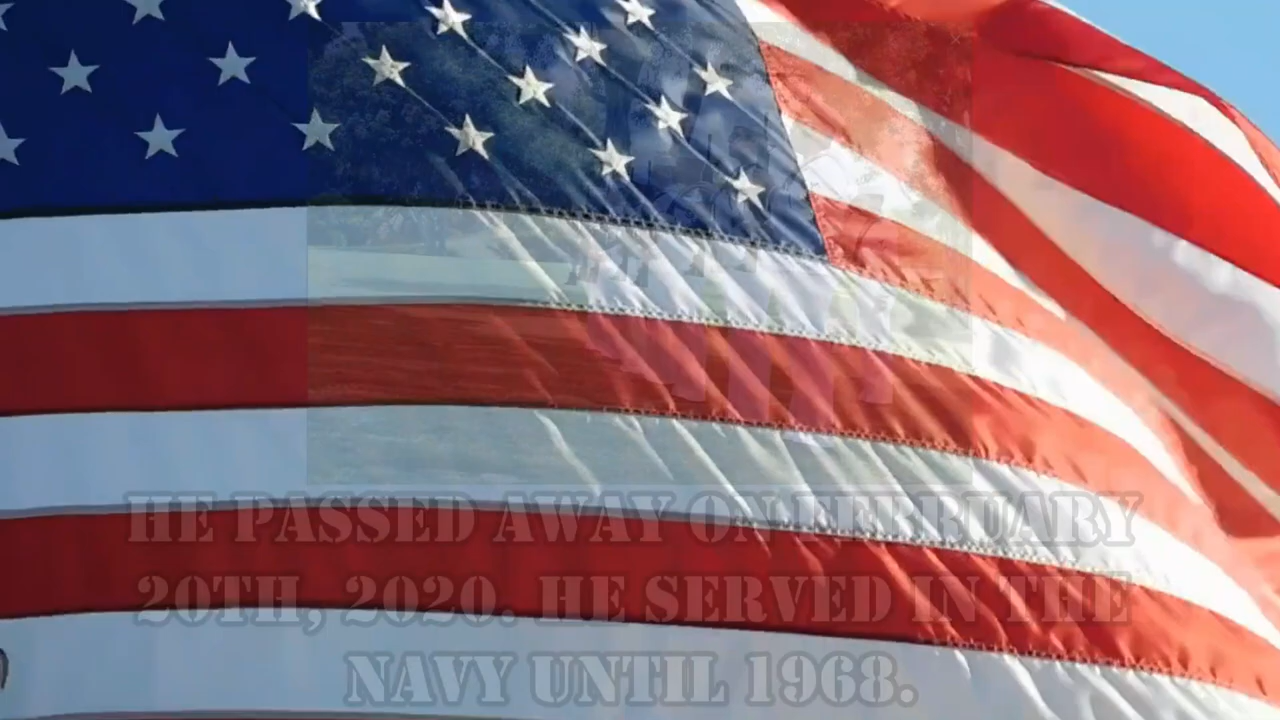 HE PASSED AWAY ON FEBRUARY
20TH, 2020. HE SERVED IN THE
NAVY UNTIL 1968.